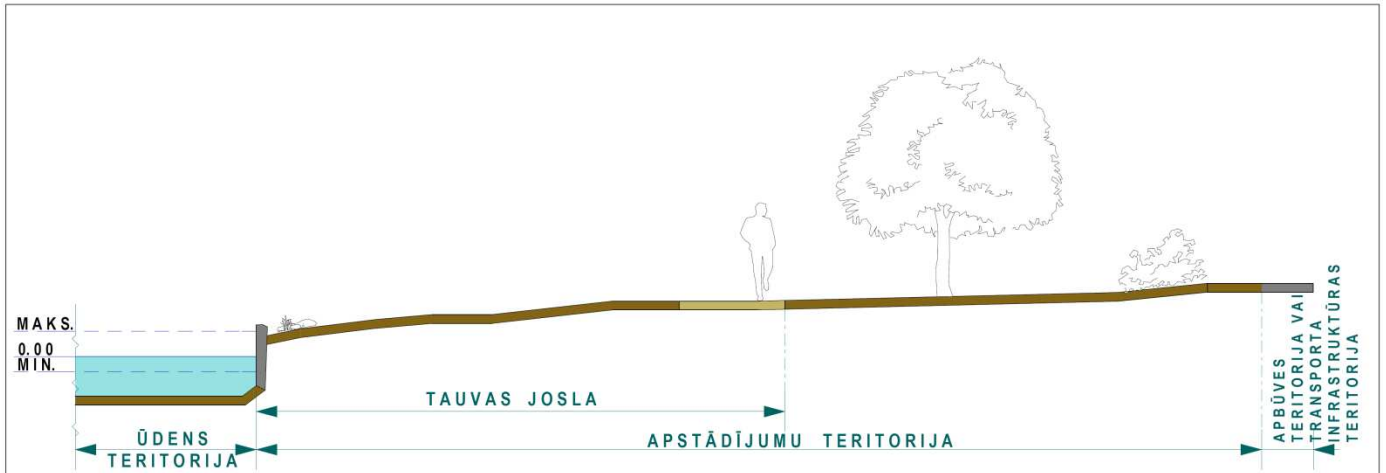 MAKS.
0.00
MIN.
TAUVAS JOSLA
ŪDENS
TERITORIJA
APSTĀDĪJUMU TERITORIJA
APBŪVES
TERITORIJA VAI
TRANSPORTA
INFRASTRUKTŪRAS
TERITORIJA